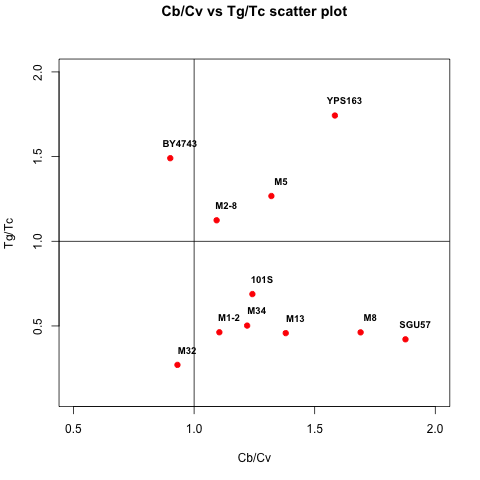 Cb/Cv vs Tg/Tc scatter plot
2.0
YPS163
BY4743
1.5
M5
M2-8
Tg/Tc
1.0
101S
M34
M1-2
M13
M8
SGU57
0.5
M32
0.5
1.0
1.5
2.0
Cb/Cv